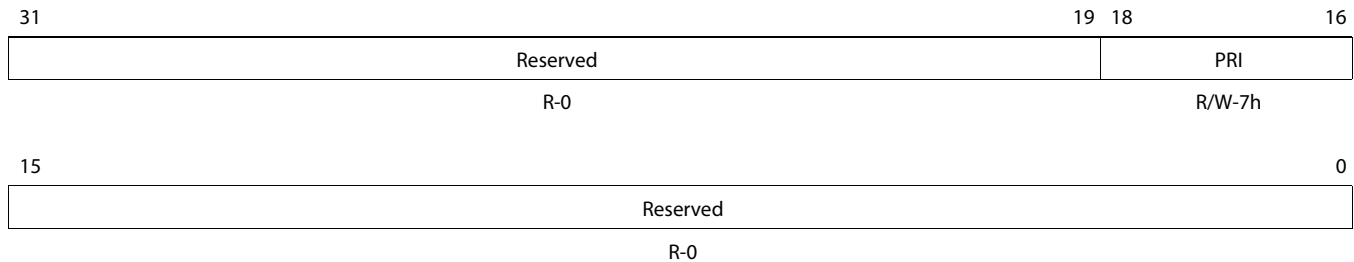 31 19 18 16
Reserved PRI
R-0 R/W-7h
15 0
Reserved
R-0